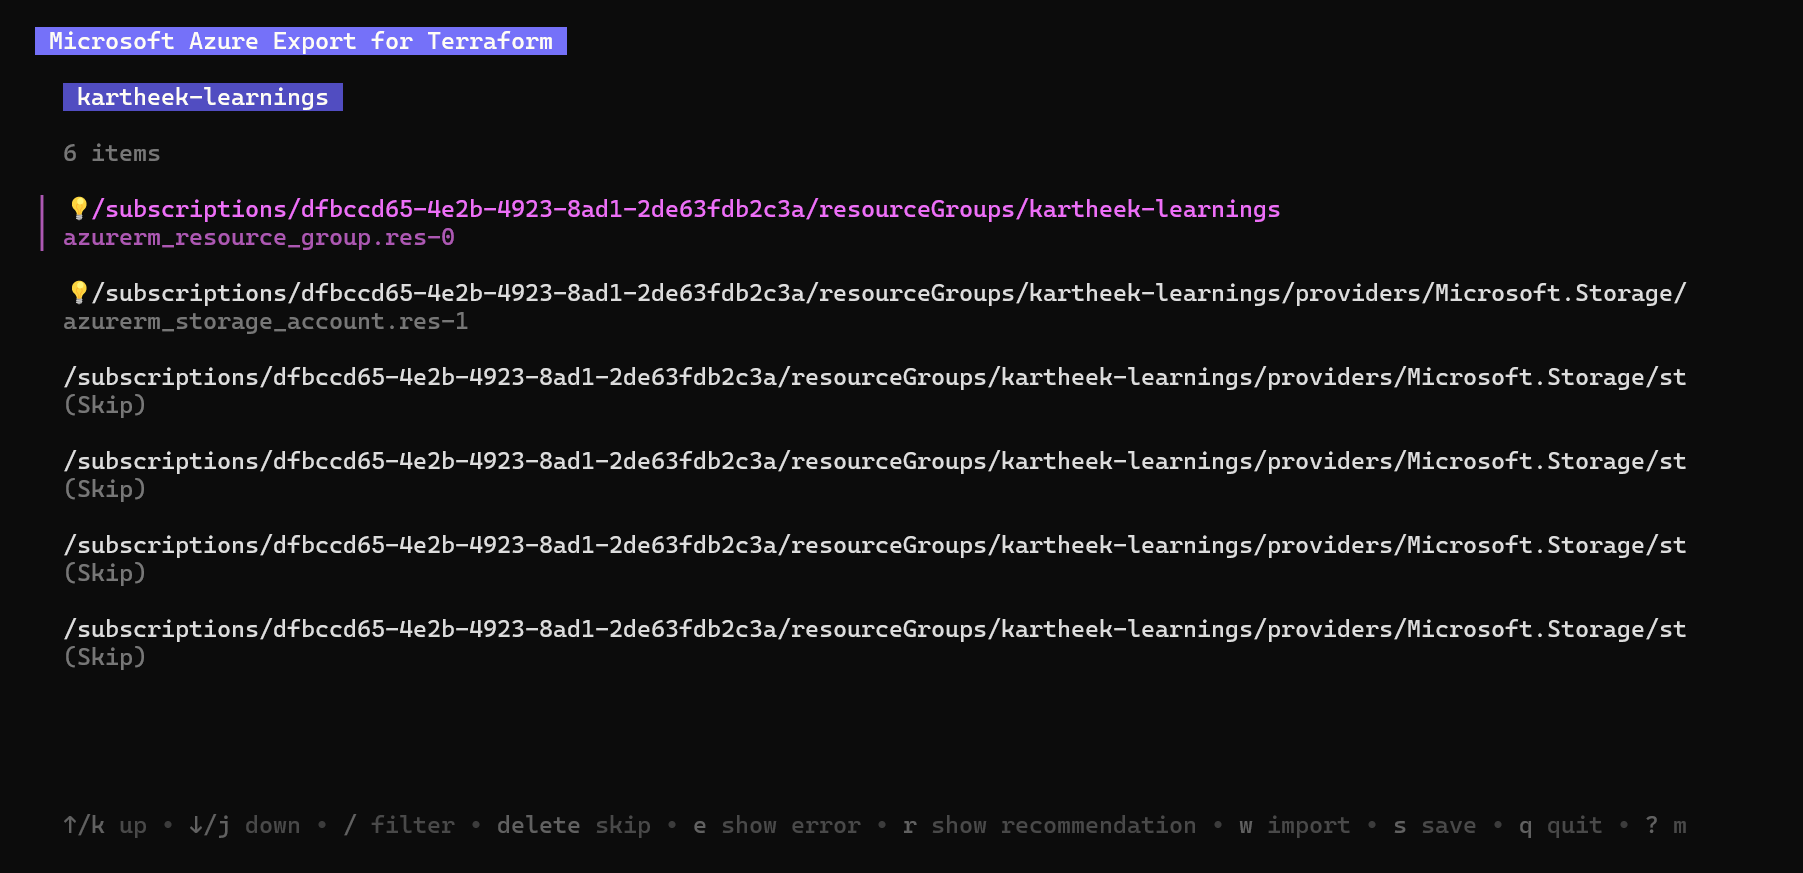 Microsoft Azure Export for Terraform
kartheek-learnings
6 items
💡/subscriptions/dfbccd65-4e2b-4923-8ad1-2de63fdb2c3a/resourceGroups/kartheek-learnings
azurerm_resource_group.res-0
💡/subscriptions/dfbccd65-4e2b-4923-8ad1-2de63fdb2c3a/resourceGroups/kartheek-learnings/providers/Microsoft.Storage/
azurerm_storage_account.res-1
/subscriptions/dfbccd65-4e2b-4923-8ad1-2de63fdb2c3a/resourceGroups/kartheek-learnings/providers/Microsoft.Storage/st
(Skip)
/subscriptions/dfbccd65-4e2b-4923-8ad1-2de63fdb2c3a/resourceGroups/kartheek-learnings/providers/Microsoft.Storage/st
(Skip)
/subscriptions/dfbccd65-4e2b-4923-8ad1-2de63fdb2c3a/resourceGroups/kartheek-learnings/providers/Microsoft.Storage/st
(Skip)
/subscriptions/dfbccd65-4e2b-4923-8ad1-2de63fdb2c3a/resourceGroups/kartheek-learnings/providers/Microsoft.Storage/st
(Skip)
↑/k up • ↓/j down • / filter • delete skip • e show error • r show recommendation • w import • s save • q quit • ? m